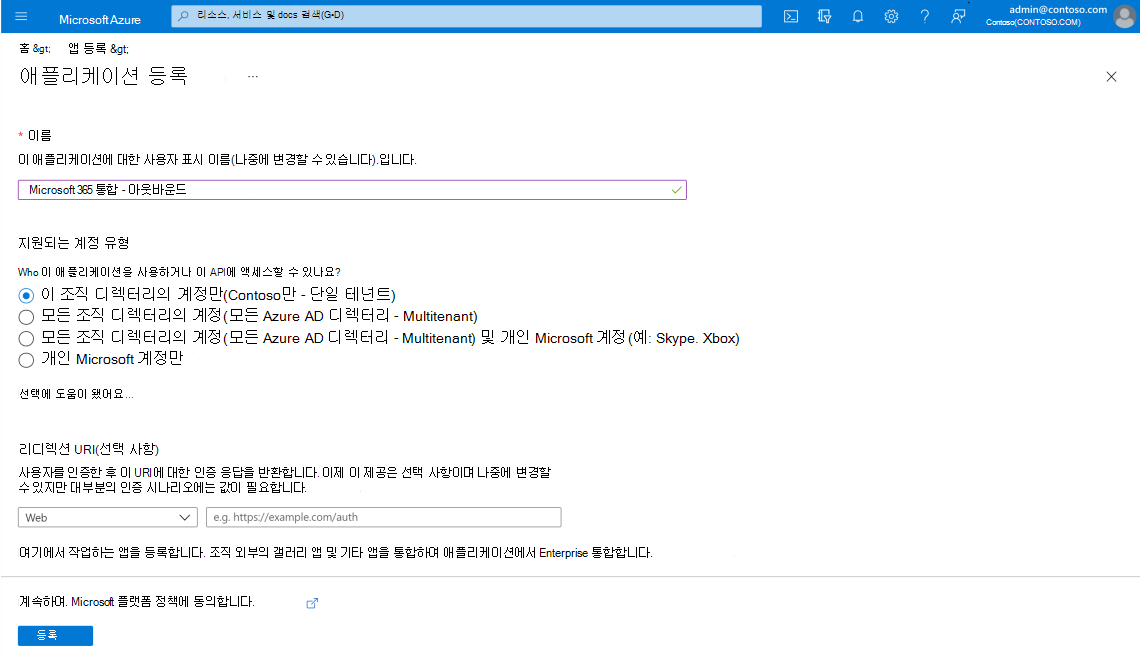 Microsoft Azure
리소스, 서비스 및 docs 검색(G+D)
admin@contoso.com
Contoso(CONTOSO.COM)
홈 &gt; 앱 등록 &gt;
애플리케이션 등록 ...
* 이름
이 애플리케이션에 대한 사용자 표시 이름(나중에 변경할 수 있습니다).입니다.
Microsoft 365 통합 - 아웃바운드
지원되는 계정 유형
Who 이 애플리케이션을 사용하거나 이 API에 액세스할 수 있나요?
이 조직 디렉터리의 계정만(Contoso만 - 단일 테넌트)
모든 조직 디렉터리의 계정(모든 Azure AD 디렉터리 - Multitenant)
모든 조직 디렉터리의 계정(모든 Azure AD 디렉터리 - Multitenant) 및 개인 Microsoft 계정(예: Skype. Xbox)
개인 Microsoft 계정만
선택에 도움이 됐어요...
리디렉션 URI(선택 사항)
사용자를 인증한 후 이 URI에 대한 인증 응답을 반환합니다. 이제 이 제공은 선택 사항이며 나중에 변경할
수 있지만 대부분의 인증 시나리오에는 값이 필요합니다.
Web
e.g. https://example.com/auth
여기에서 작업하는 앱을 등록합니다. 조직 외부의 갤러리 앱 및 기타 앱을 통합하여 애플리케이션에서 Enterprise 통합합니다.
계속하여. Microsoft 플랫폼 정책에 동의합니다.
등록